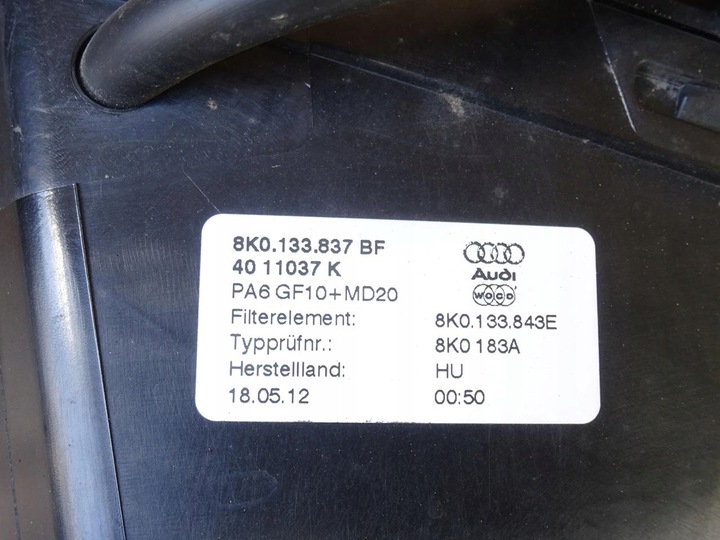 8K0.133.837 BF
40 11037 K
Audi
PA6 GF10+MD20
WOCO
Filterelement: 8K0.133.843E
Typprüfnr.: 8K0 183A
Herstellland: HU
18.05.12 00:50